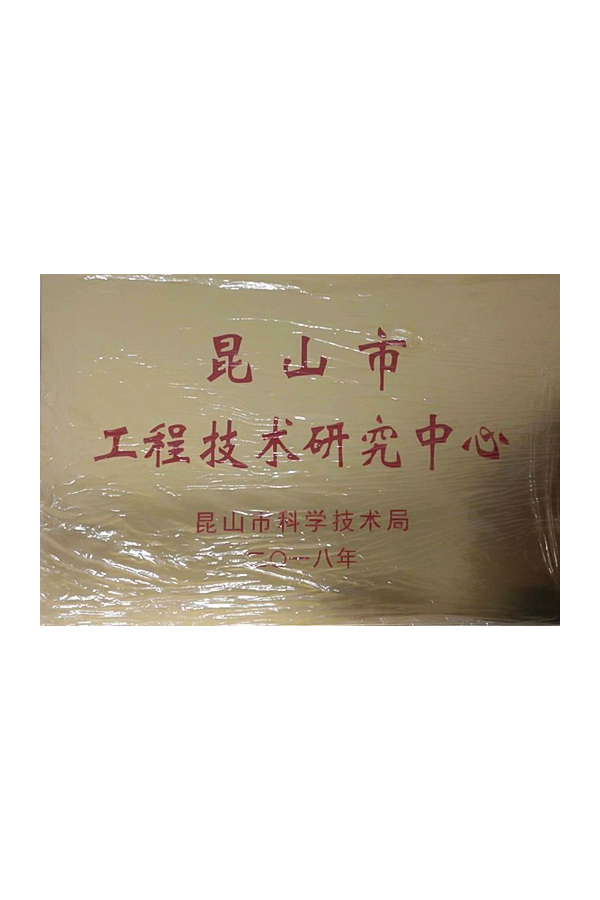 昆山市
工程技术研究中心
昆山市科学技术局
二〇一八年